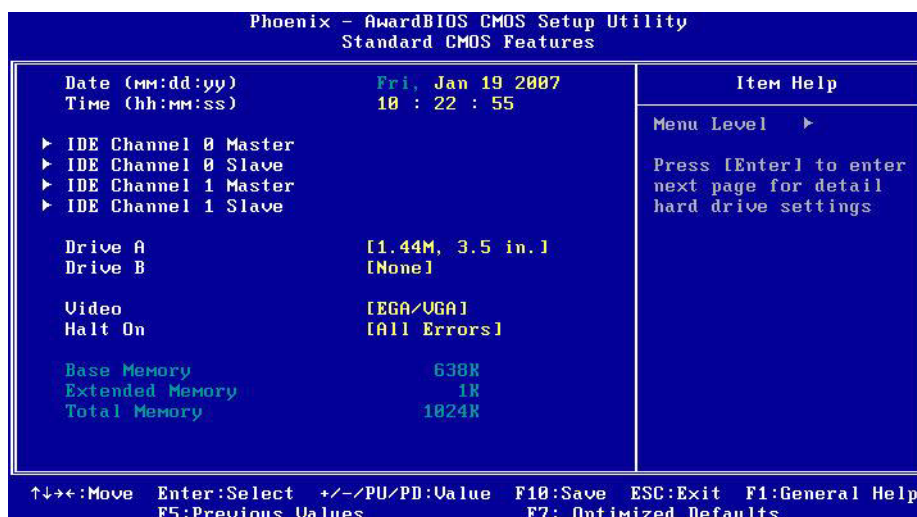 Phoenix - AwardBIOS CMOS Setup Utility
Standard CMOS Features
Date (mm:dd:yy) Fri, Jan 19 2007
Time (hh:mm:ss) 10 : 22 : 55
► IDE Channel 0 Master
► IDE Channel 0 Slave
► IDE Channel 1 Master
► IDE Channel 1 Slave
Drive A [1.44M, 3.5 in.]
Drive B [None]
Video [EGA/VGA]
Halt On [All Errors]
Base Memory 638K
Extended Memory 1K
Total Memory 1024K
Item Help
Menu Level ►
Press [Enter] to enter
next page for detail
hard drive settings
↑↓→←:Move Enter:Select +/-/PU/PD:Value F10:Save ESC:Exit F1:General Help
F5:Previous Values F7: Optimized Defaults